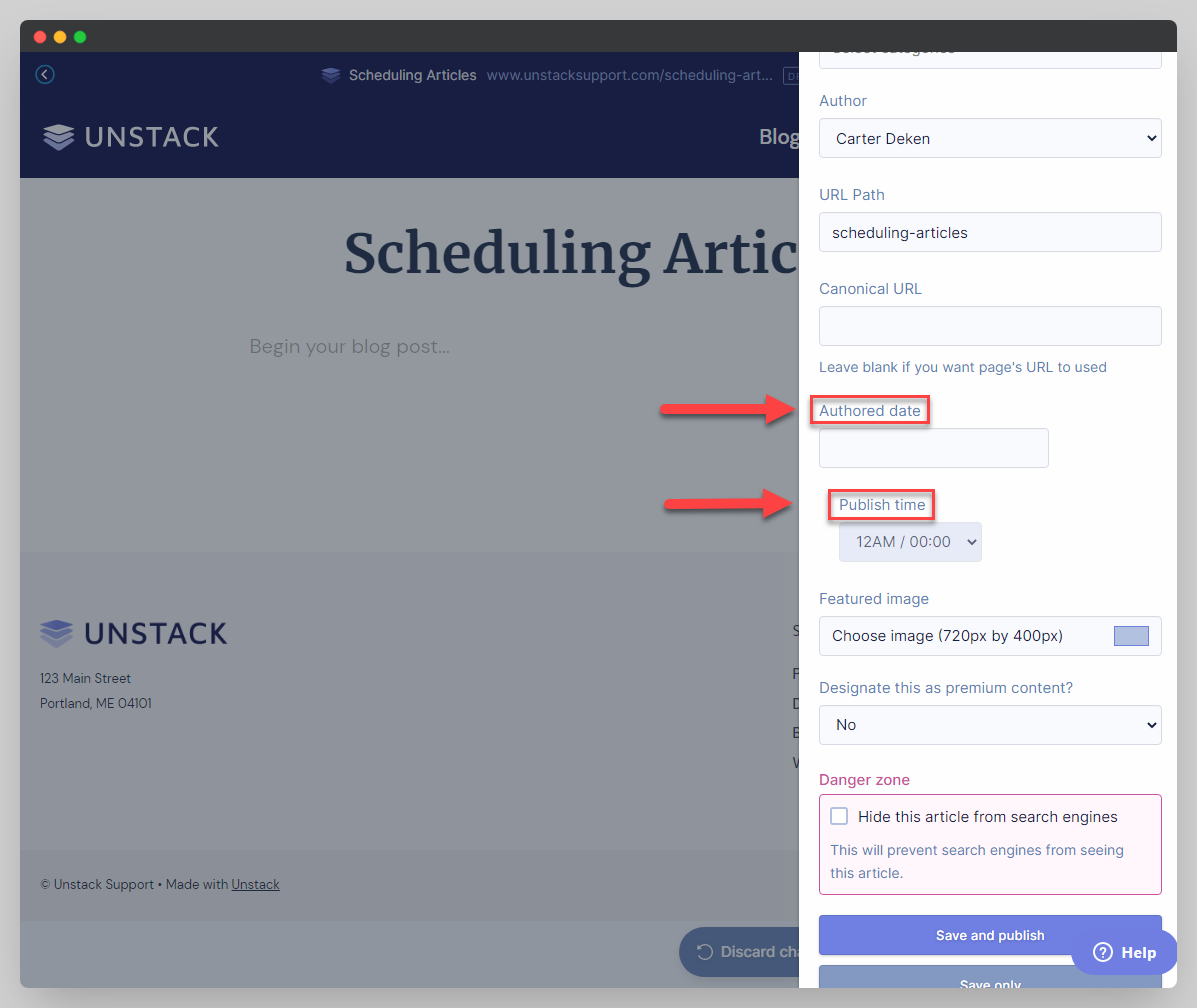 Scheduling Articles www.unstacksupport.com/scheduling-art...
UNSTACK
Blog
Scheduling Artic
Begin your blog post...
UNSTACK
123 Main Street
Portland, ME 04101
© Unstack Support • Made with Unstack
Discard cha
Select categories
Author
Carter Deken
URL Path
scheduling-articles
Canonical URL
Leave blank if you want page's URL to used
Authored date
Publish time
12AM / 00:00
Featured image
Choose image (720px by 400px)
Designate this as premium content?
No
Danger zone
Hide this article from search engines
This will prevent search engines from seeing
this article.
Save and publish
Help
Save only